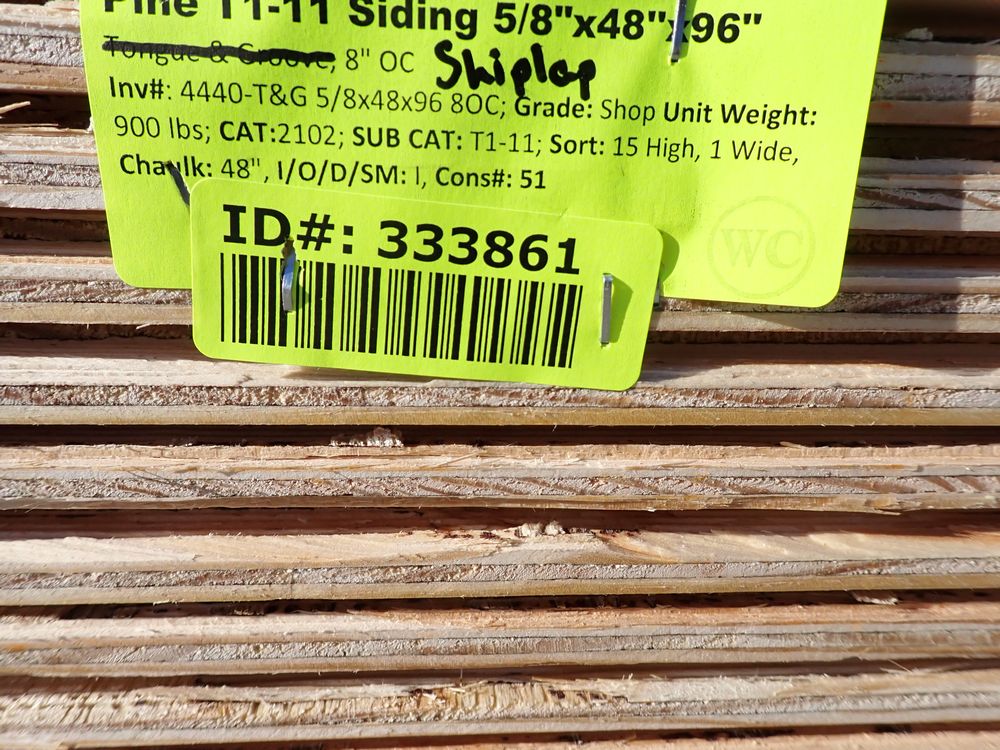 Pine T1-11 Siding 5/8"x48"x96"
Tongue & Groove; 8" OC Shiplap
Inv#: 4440-T&G 5/8x48x96 8OC; Grade: Shop Unit Weight:
900 lbs; CAT:2102; SUB CAT: T1-11; Sort: 15 High, 1 Wide,
Chaulk: 48", I/O/D/SM: I, Cons#: 51
WC
ID#: 333861